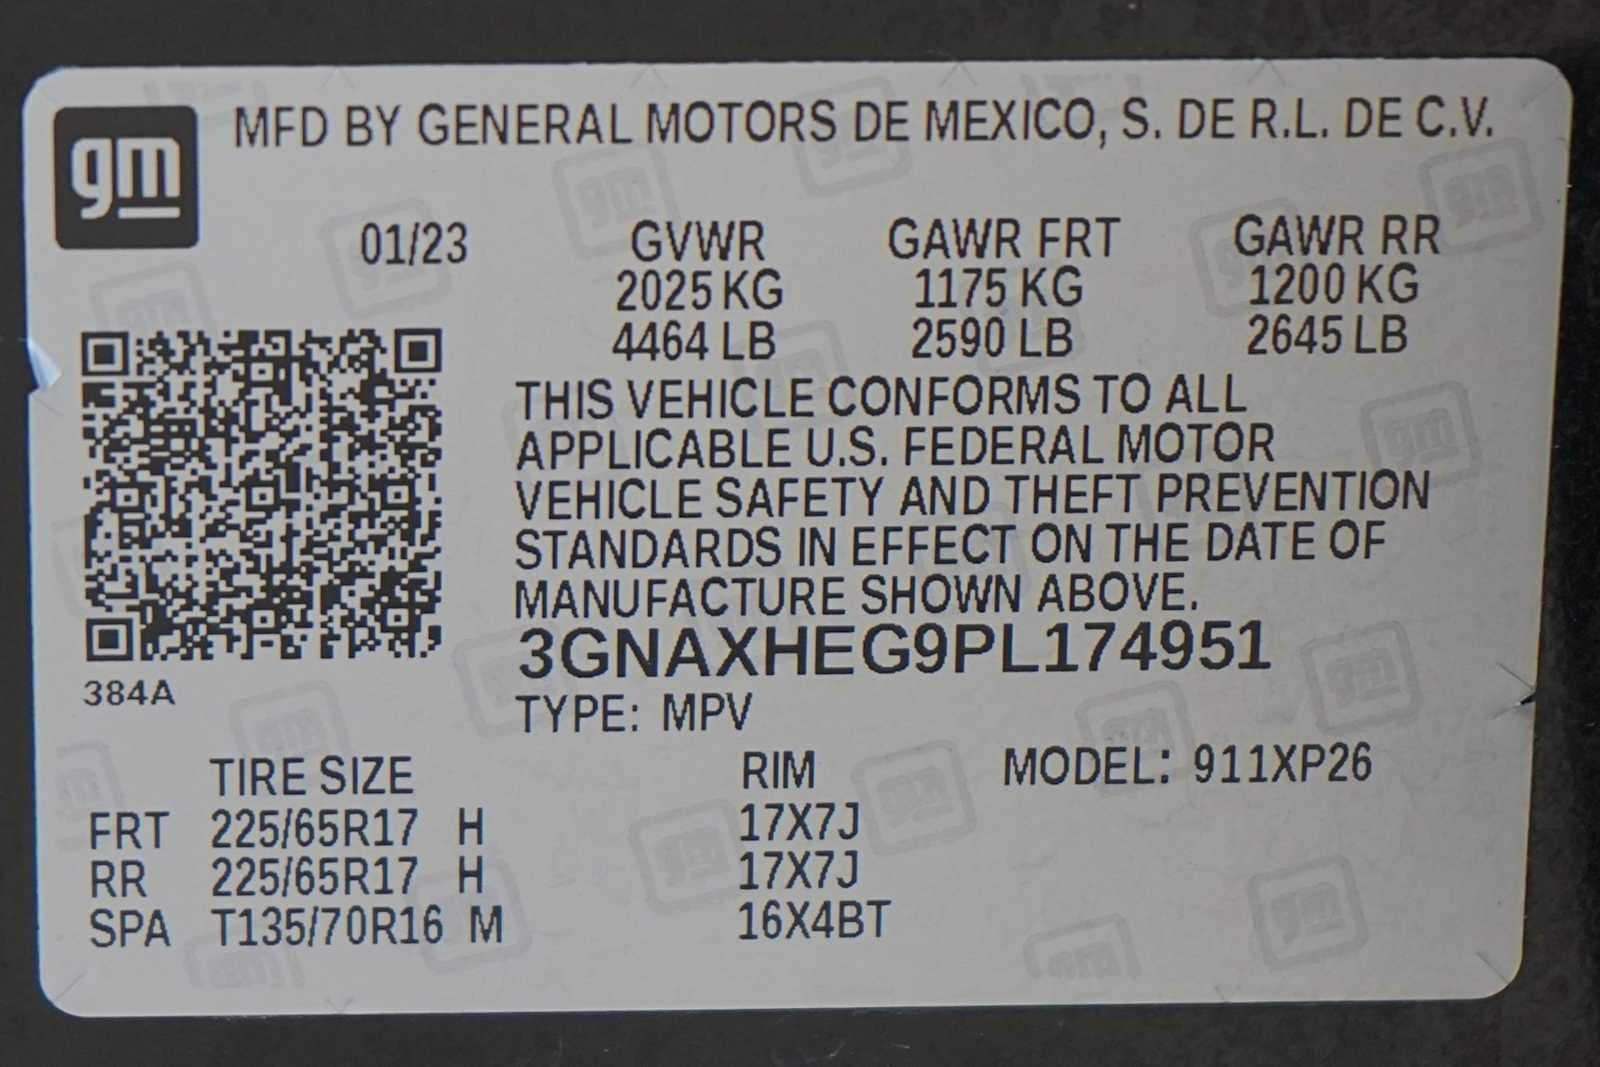 gm
MFD BY GENERAL MOTORS DE MEXICO, S. DE R.L. DE C.V.
01/23 GVWR GAWR FRT GAWR RR
2025 KG 1175 KG 1200 KG
4464 LB 2590 LB 2645 LB
THIS VEHICLE CONFORMS TO ALL
APPLICABLE U.S. FEDERAL MOTOR
VEHICLE SAFETY AND THEFT PREVENTION
STANDARDS IN EFFECT ON THE DATE OF
MANUFACTURE SHOWN ABOVE.
3GNAXHEG9PL174951
384A
TYPE: MPV
TIRE SIZE RIM MODEL: 911XP26
FRT 225/65R17 H 17X7J
RR 225/65R17 H 17X7J
SPA T135/70R16 M 16X4BT